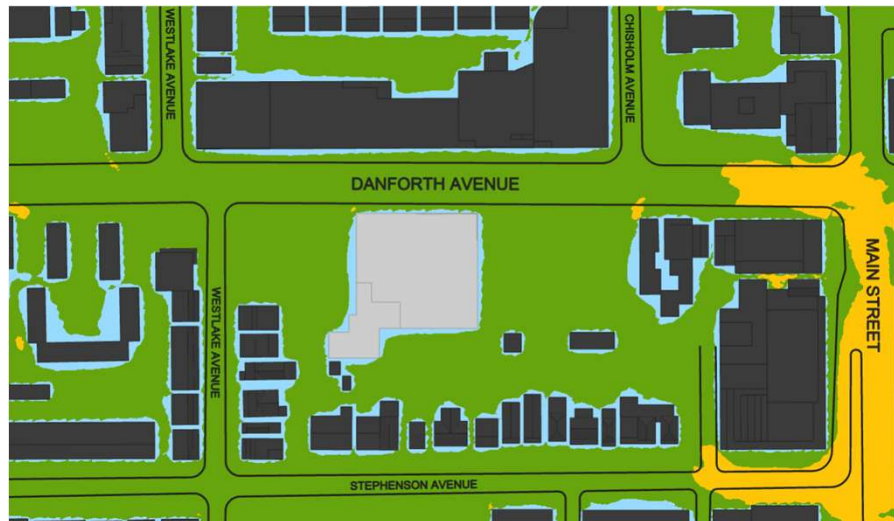 WESTLAKE AVENUE
CHISHOLM AVENUE
DANFORTH AVENUE
MAIN STREET
WESTLAKE AVENUE
STEPHENSON AVENUE